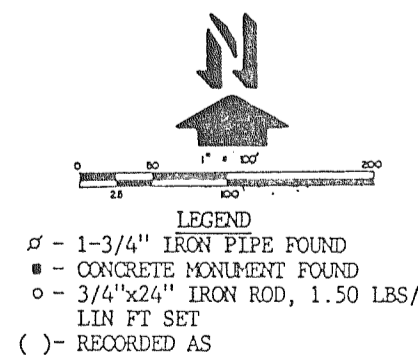 N
1" = 100'
0 50 200
25 100
LEGEND
ø - 1-3/4" IRON PIPE FOUND
■ - CONCRETE MONUMENT FOUND
o - 3/4"x24" IRON ROD, 1.50 LBS/
LIN FT SET
( )- RECORDED AS